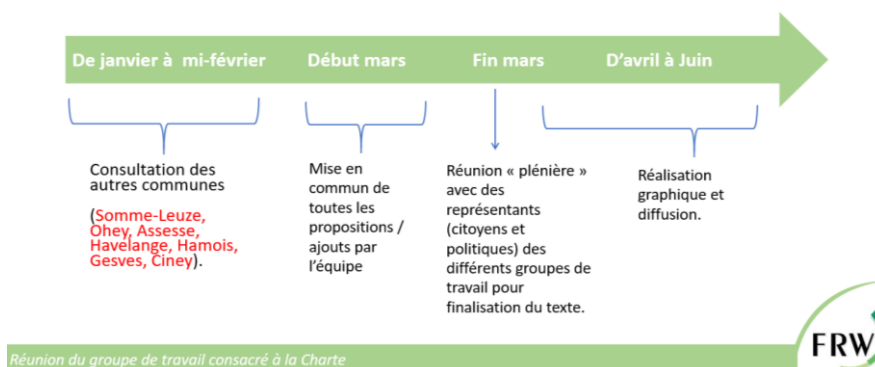 De janvier à mi-février
Début mars
Fin mars
D'avril à Juin
Consultation des
autres communes
(Somme-Leuze,
Ohey, Assesse,
Havelange, Hamois,
Gesves, Ciney).
Mise en
commun de
toutes les
propositions /
ajouts par
l'équipe
Réunion « plénière »
avec des
représentants
(citoyens et
politiques) des
différents groupes de
travail pour
finalisation du texte.
Réalisation
graphique et
diffusion.
Réunion du groupe de travail consacré à la Charte
FRW